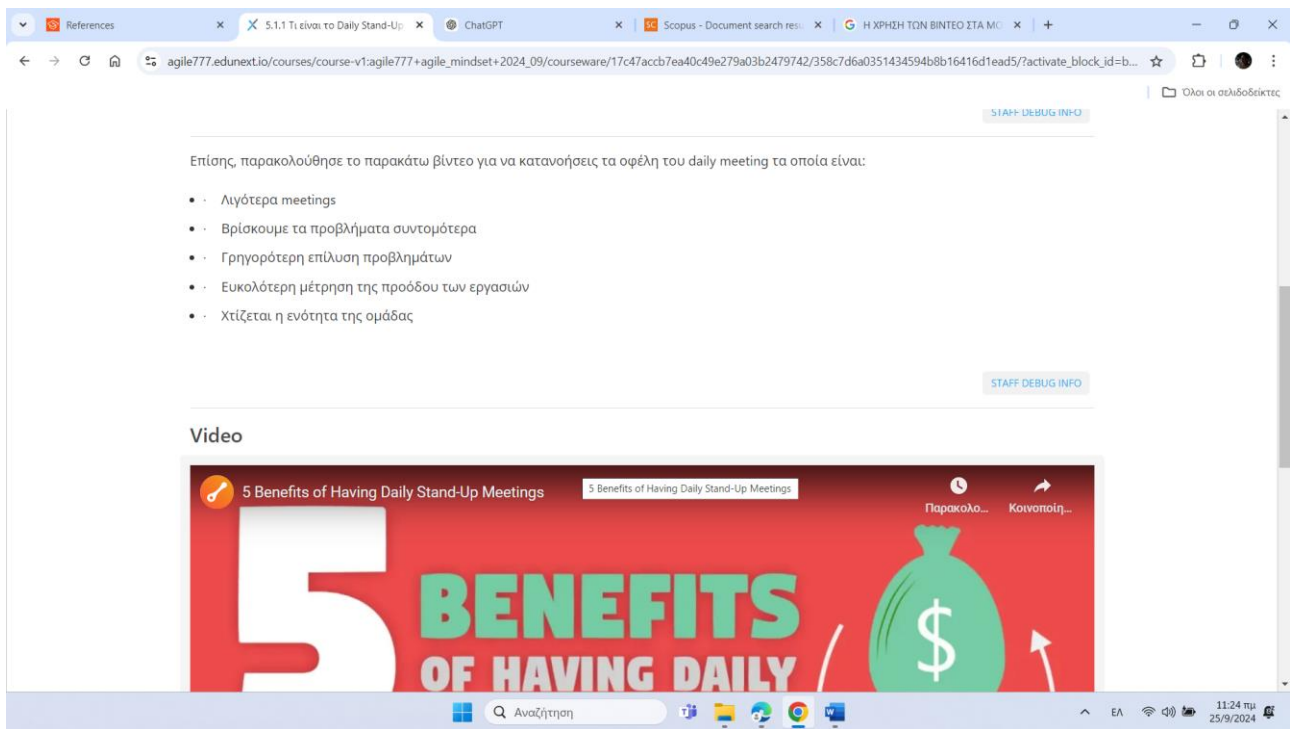 References
5.1.1 Τι είναι το Daily Stand-Up
ChatGPT
Scopus - Document search resu
Η ΧΡΗΣΗ ΤΩΝ ΒΙΝΤΕΟ ΣΤΑ ΜΟ
agile777.edunext.io/courses/course-v1:agile777+agile_mindset+2024_09/courseware/17c47accb7ea40c49e279a03b2479742/358c7d6a0351434594b8b16416d1ead5/?activate_block_id=b...
Όλοι οι σελιδοδείκτες
STAFF DEBUG INFO
Επίσης, παρακολούθησε το παρακάτω βίντεο για να κατανοήσεις τα οφέλη του daily meeting τα οποία είναι:
· Λιγότερα meetings
· Βρίσκουμε τα προβλήματα συντομότερα
· Γρηγορότερη επίλυση προβλημάτων
· Ευκολότερη μέτρηση της προόδου των εργασιών
· Χτίζεται η ενότητα της ομάδας
STAFF DEBUG INFO
Video
5 Benefits of Having Daily Stand-Up Meetings
5 Benefits of Having Daily Stand-Up Meetings
Παρακολο...
Κοινοποίη...
5
BENEFITS
OF HAVING DAILY
$
Αναζήτηση
ΕΛ
11:24 πμ
25/9/2024